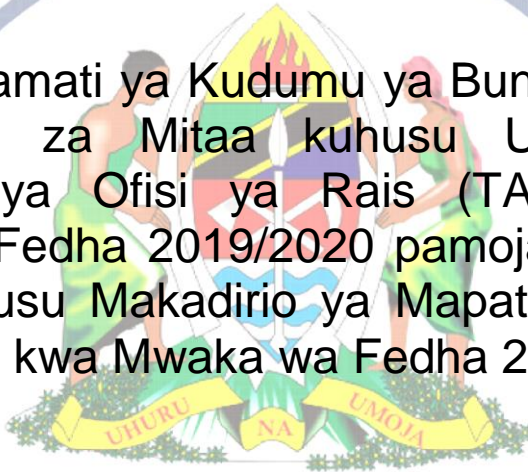 amati ya Kudumu ya Bun
za Mitaa kuhusu U
ya Ofisi ya Rais (TA
Fedha 2019/2020 pamoja
usu Makadirio ya Mapat
kwa Mwaka wa Fedha 2
UHURU NA UMOJA